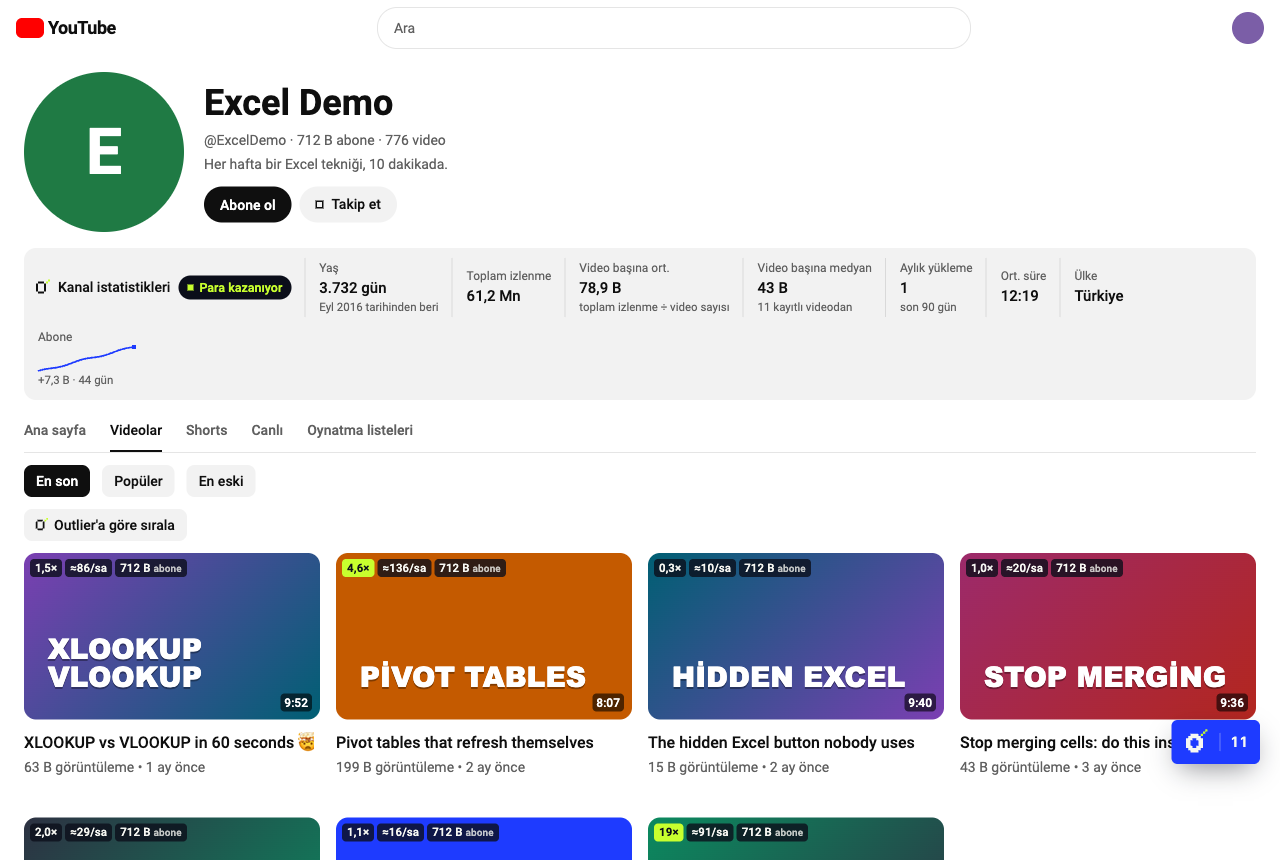 YouTube
Ara
E
Excel Demo
@ExcelDemo · 712 B abone · 776 video
Her hafta bir Excel tekniği, 10 dakikada.
Abone ol
Takip et
Kanal istatistikleri
Para kazanıyor
Yaş
3.732 gün
Eyl 2016 tarihinden beri
Toplam izlenme
61,2 Mn
Video başına ort.
78,9 B
toplam izlenme ÷ video sayısı
Video başına medyan
43 B
11 kayıtlı videodan
Aylık yükleme
1
son 90 gün
Ort. süre
12:19
Ülke
Türkiye
Abone
+7,3 B · 44 gün
Ana sayfa
Videolar
Shorts
Canlı
Oynatma listeleri
En son
Popüler
En eski
Outlier'a göre sırala
1,5× ≈86/sa 712 B abone
XLOOKUP
VLOOKUP
9:52
XLOOKUP vs VLOOKUP in 60 seconds 🤯
63 B görüntüleme • 1 ay önce
4,6× ≈136/sa 712 B abone
PİVOT TABLES
8:07
Pivot tables that refresh themselves
199 B görüntüleme • 2 ay önce
0,3× ≈10/sa 712 B abone
HİDDEN EXCEL
9:40
The hidden Excel button nobody uses
15 B görüntüleme • 2 ay önce
1,0× ≈20/sa 712 B abone
STOP MERGİNG
9:36
Stop merging cells: do this ins
43 B görüntüleme • 3 ay önce
11
2,0× ≈29/sa 712 B abone
1,1× ≈16/sa 712 B abone
19× ≈91/sa 712 B abone